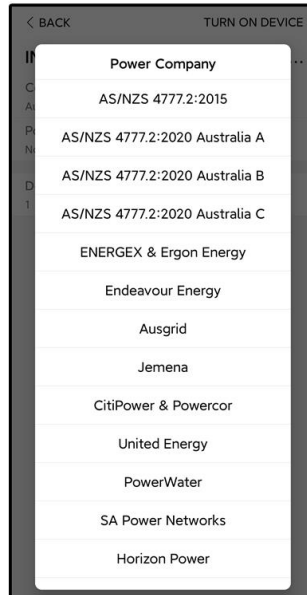 < BACK TURN ON DEVICE
Power Company
AS/NZS 4777.2:2015
AS/NZS 4777.2:2020 Australia A
AS/NZS 4777.2:2020 Australia B
AS/NZS 4777.2:2020 Australia C
ENERGEX & Ergon Energy
Endeavour Energy
Ausgrid
Jemena
CitiPower & Powercor
United Energy
PowerWater
SA Power Networks
Horizon Power